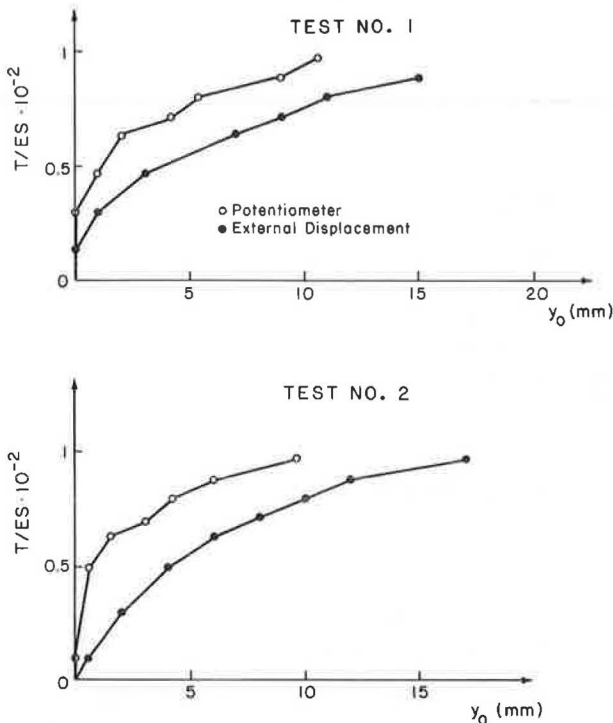 TEST NO. 1
T/ES · 10⁻²
1
0.5
0
○ Potentiometer
● External Displacement
5
10
15
20
y₀ (mm)
TEST NO. 2
T/ES · 10⁻²
1
0.5
0
5
10
15
y₀ (mm)